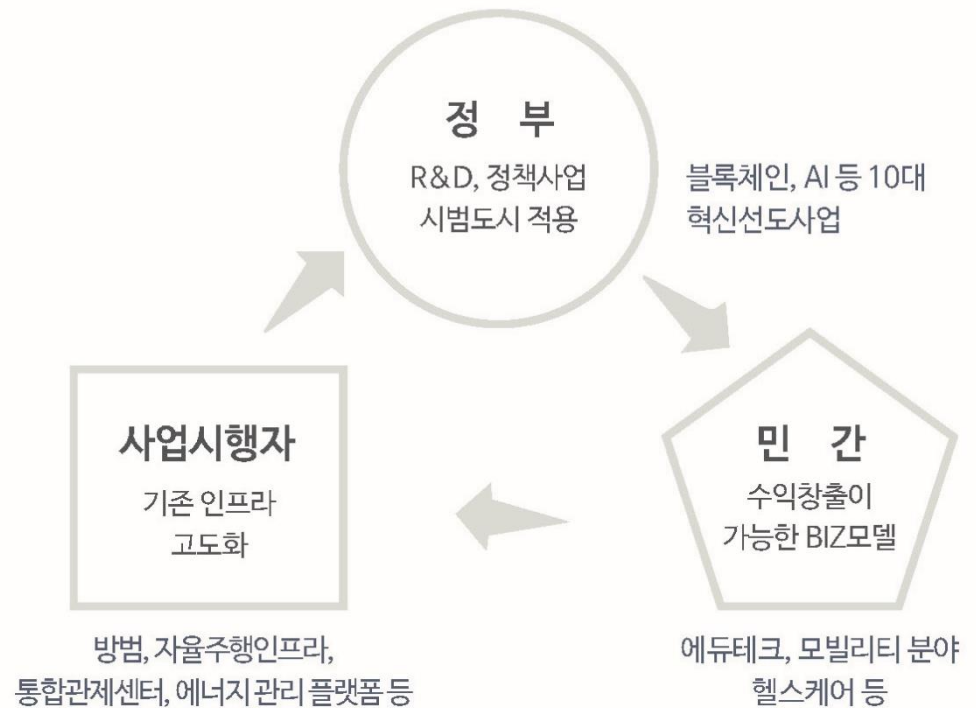 정 부
R&D, 정책사업
시범도시 적용
블록체인, AI 등 10대
혁신선도사업
사업시행자
기존 인프라
고도화
방범, 자율주행인프라,
통합관제센터, 에너지 관리 플랫폼 등
민 간
수익창출이
가능한 BIZ모델
에듀테크, 모빌리티 분야
헬스케어 등